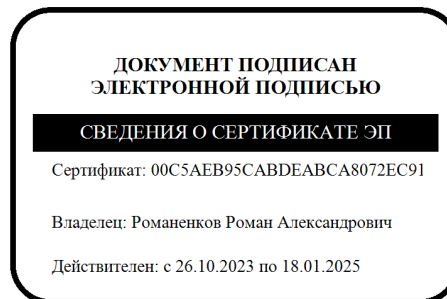 ДОКУМЕНТ ПОДПИСАН
ЭЛЕКТРОННОЙ ПОДПИСЬЮ
СВЕДЕНИЯ О СЕРТИФИКАТЕ ЭП
Сертификат: 00C5AEB95CABDEABCA8072EC91
Владелец: Романенков Роман Александрович
Действителен: с 26.10.2023 по 18.01.2025